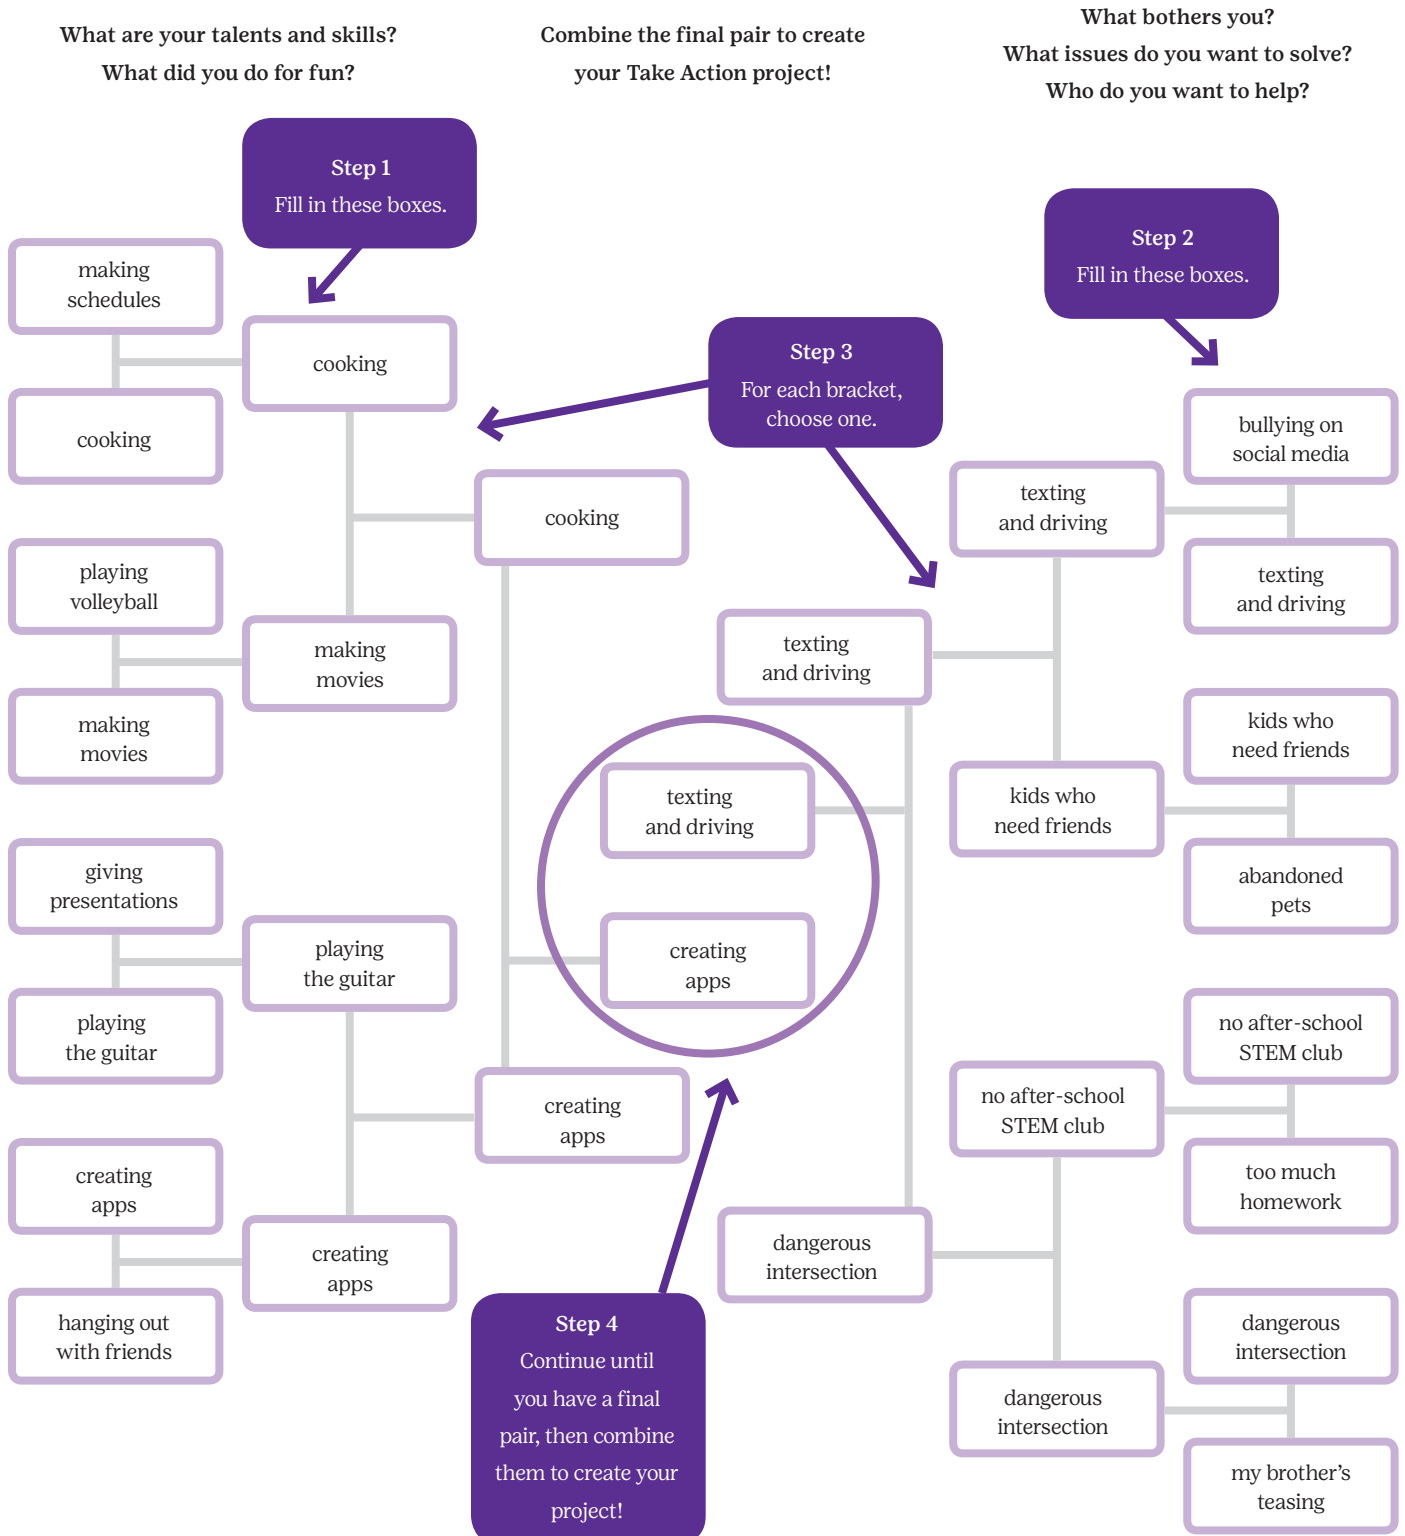 What are your talents and skills?
What did you do for fun?
Combine the final pair to create
your Take Action project!
What bothers you?
What issues do you want to solve?
Who do you want to help?
Step 1
Fill in these boxes.
Step 2
Fill in these boxes.
Step 3
For each bracket,
choose one.
making
schedules
cooking
cooking
playing
volleyball
making
movies
making
movies
cooking
giving
presentations
playing
the guitar
playing
the guitar
creating
apps
hanging out
with friends
creating
apps
creating
apps
texting
and driving
creating
apps
texting
and driving
dangerous
intersection
texting
and driving
bullying on
social media
texting
and driving
kids who
need friends
kids who
need friends
abandoned
pets
no after-school
STEM club
no after-school
STEM club
too much
homework
dangerous
intersection
dangerous
intersection
my brother’s
teasing
Step 4
Continue until
you have a final
pair, then combine
them to create your
project!